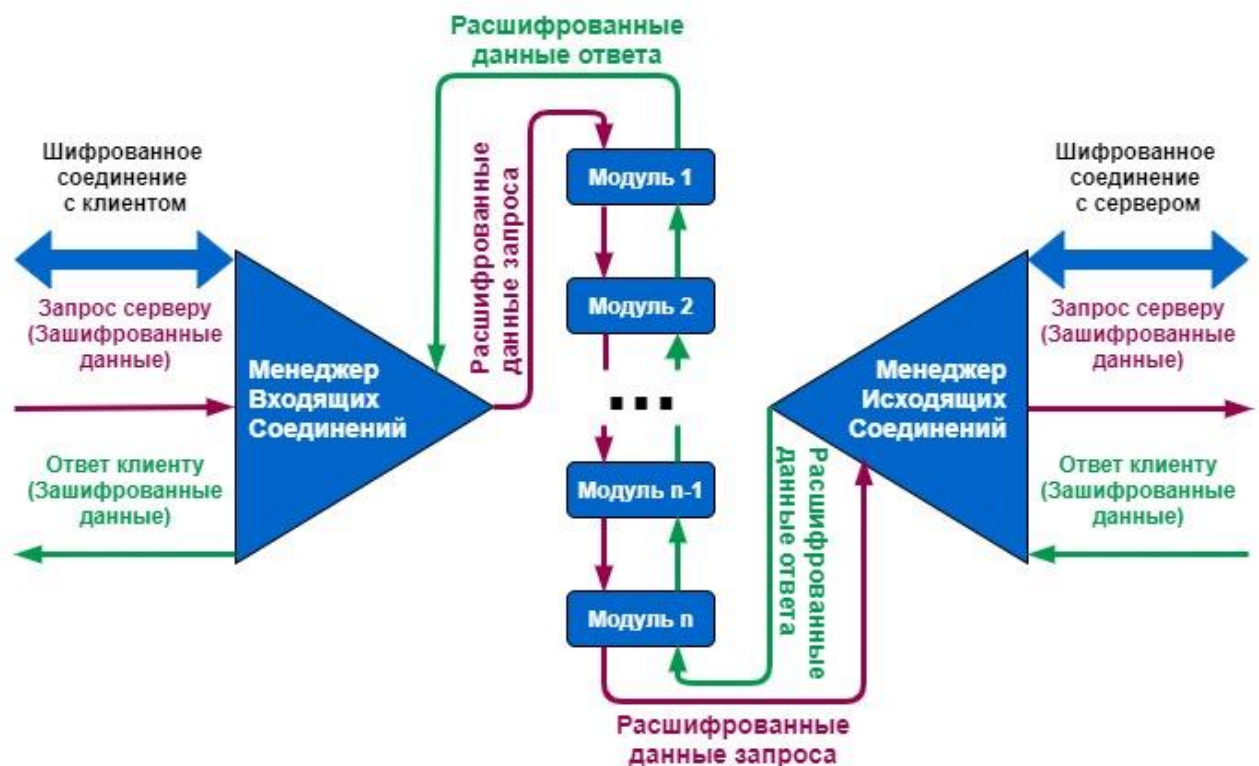 Расшифрованные
данные ответа
Шифрованное
соединение
с клиентом
Запрос серверу
(Зашифрованные
данные)
Менеджер
Входящих
Соединений
Ответ клиенту
(Зашифрованные
данные)
Расшифрованные
данные запроса
Модуль 1
Модуль 2
...
Модуль n-1
Модуль n
Расшифрованные
данные запроса
Расшифрованные
данные ответа
Менеджер
Исходящих
Соединений
Шифрованное
соединение
с сервером
Запрос серверу
(Зашифрованные
данные)
Ответ клиенту
(Зашифрованные
данные)